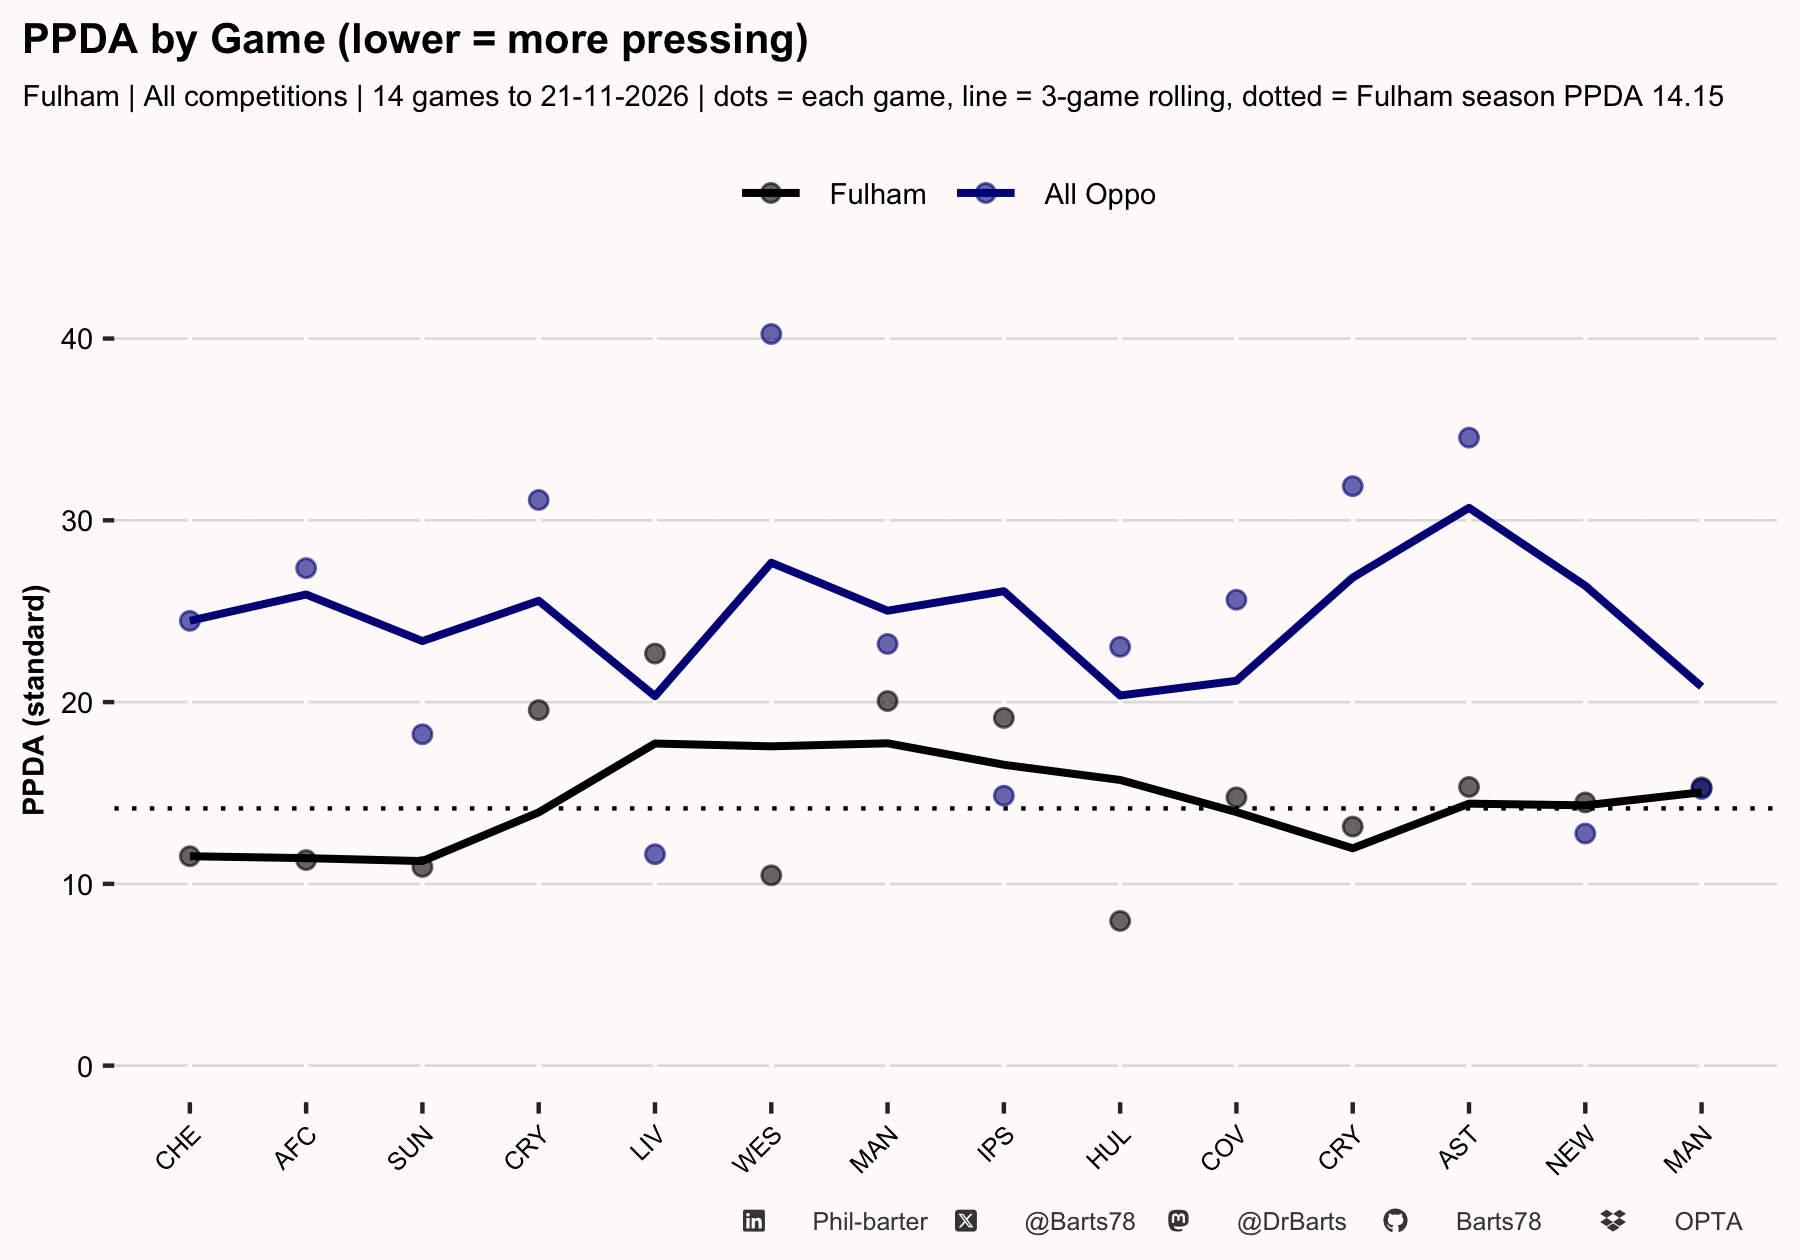 PPDA by Game (lower = more pressing)
Fulham | All competitions | 14 games to 21-11-2026 | dots = each game, line = 3-game rolling, dotted = Fulham season PPDA 14.15
Fulham All Oppo
PPDA (standard)
40
30
20
10
0
CHE AFC SUN CRY LIV WES MAN IPS HUL COV CRY AST NEW MAN
Phil-barter @Barts78 @DrBarts Barts78 OPTA